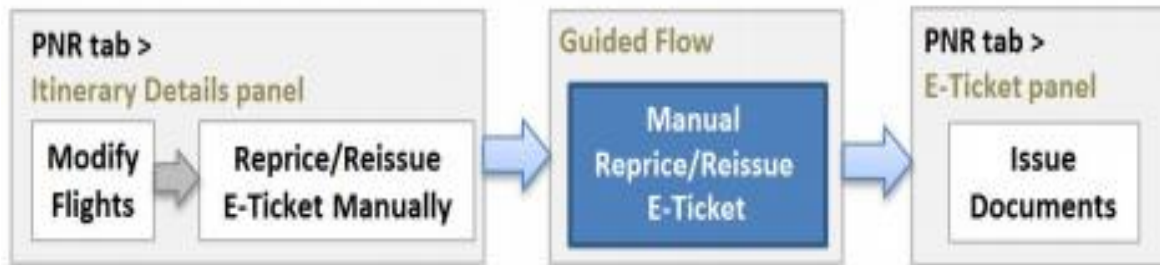 PNR tab >
Itinerary Details panel
Modify
Flights
Reprice/Reissue
E-Ticket Manually
Guided Flow
Manual
Reprice/Reissue
E-Ticket
PNR tab >
E-Ticket panel
Issue
Documents